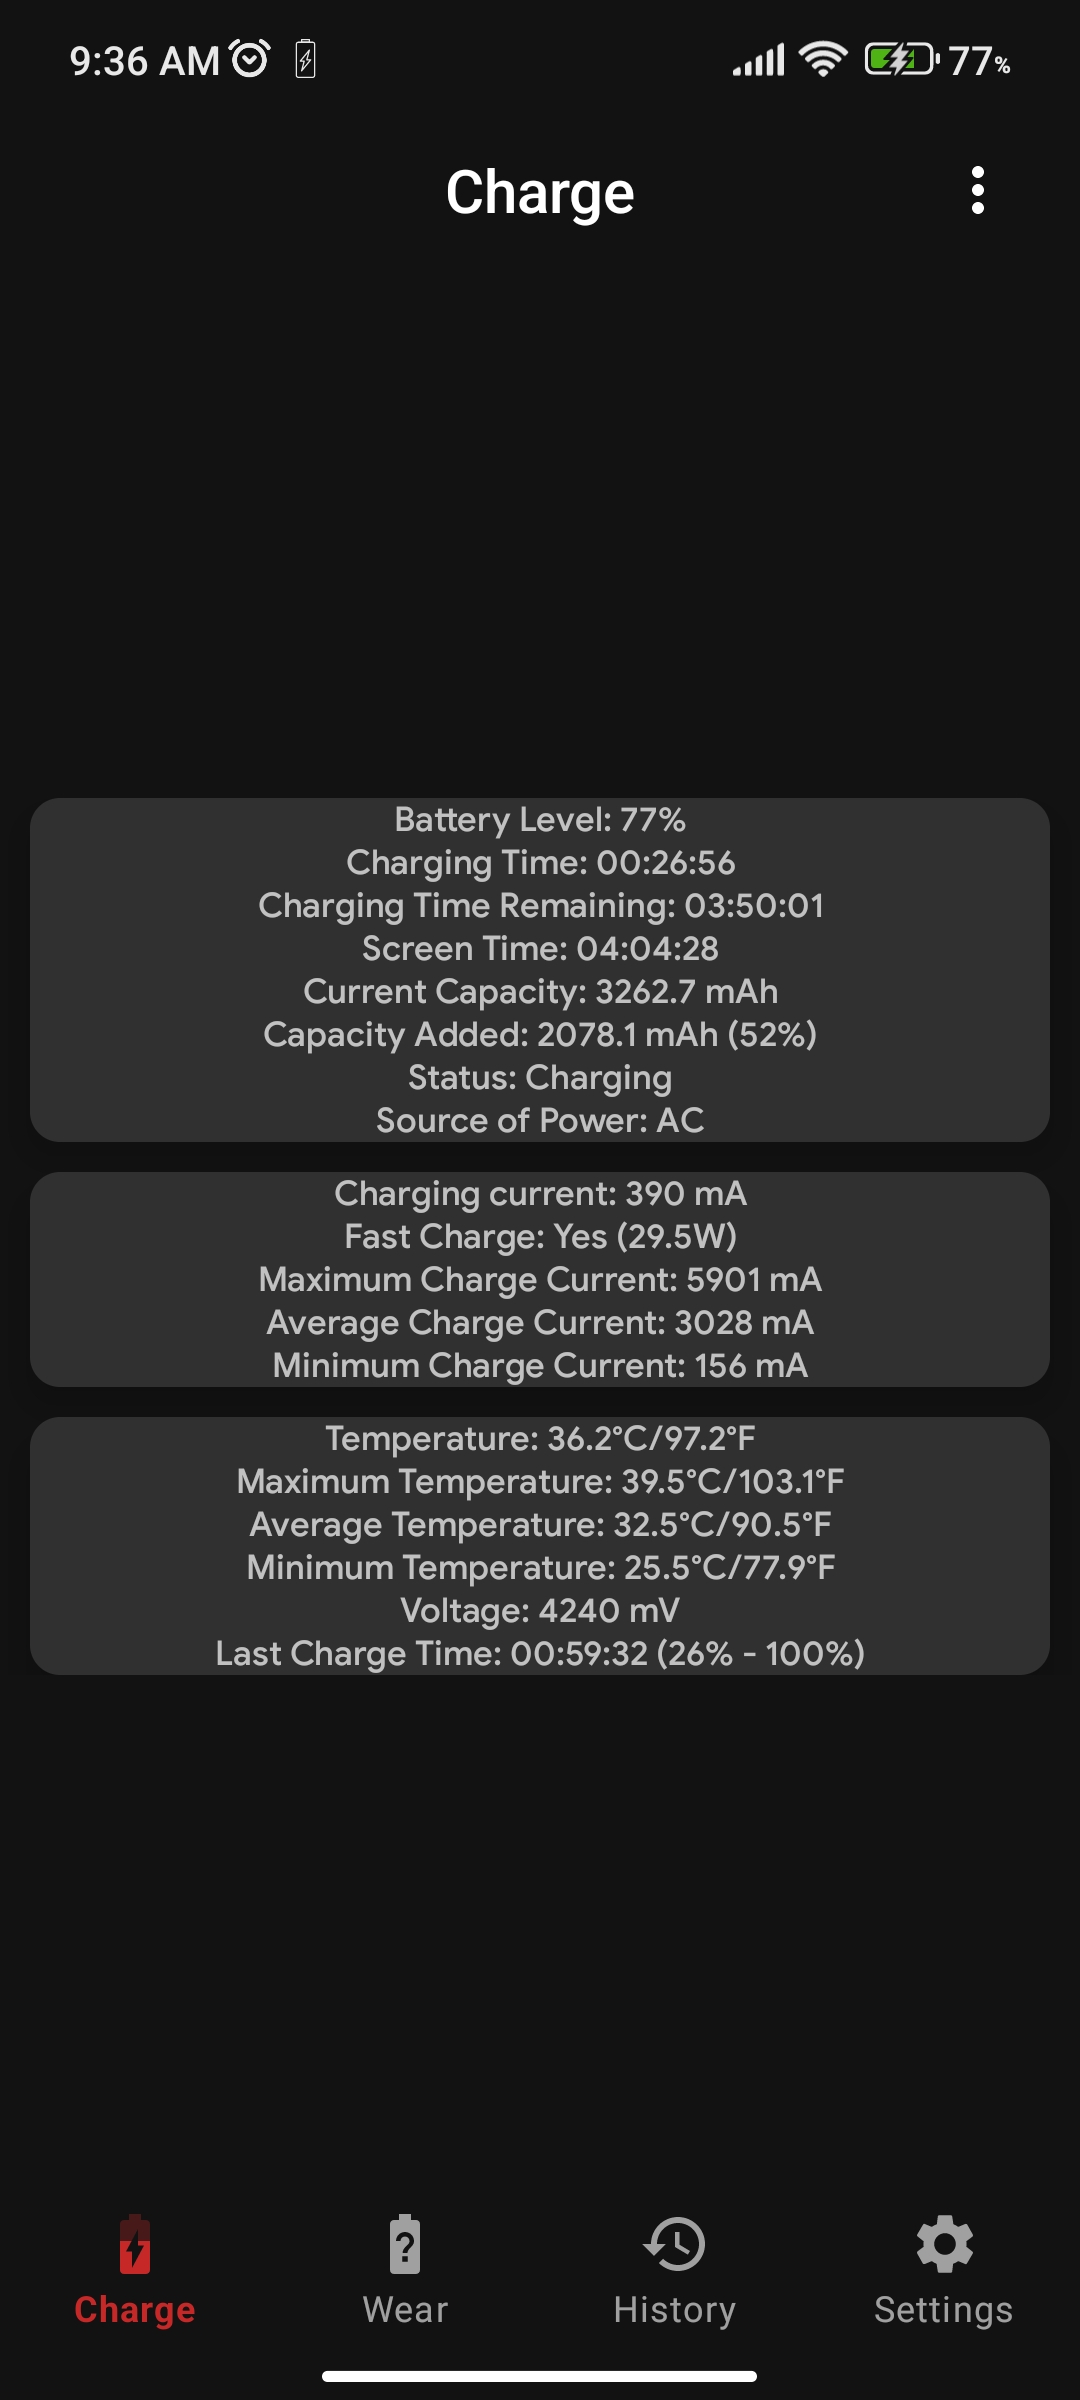 9:36 AM
77%
Charge
Battery Level: 77%
Charging Time: 00:26:56
Charging Time Remaining: 03:50:01
Screen Time: 04:04:28
Current Capacity: 3262.7 mAh
Capacity Added: 2078.1 mAh (52%)
Status: Charging
Source of Power: AC
Charging current: 390 mA
Fast Charge: Yes (29.5W)
Maximum Charge Current: 5901 mA
Average Charge Current: 3028 mA
Minimum Charge Current: 156 mA
Temperature: 36.2°C/97.2°F
Maximum Temperature: 39.5°C/103.1°F
Average Temperature: 32.5°C/90.5°F
Minimum Temperature: 25.5°C/77.9°F
Voltage: 4240 mV
Last Charge Time: 00:59:32 (26% - 100%)
Charge
Wear
History
Settings